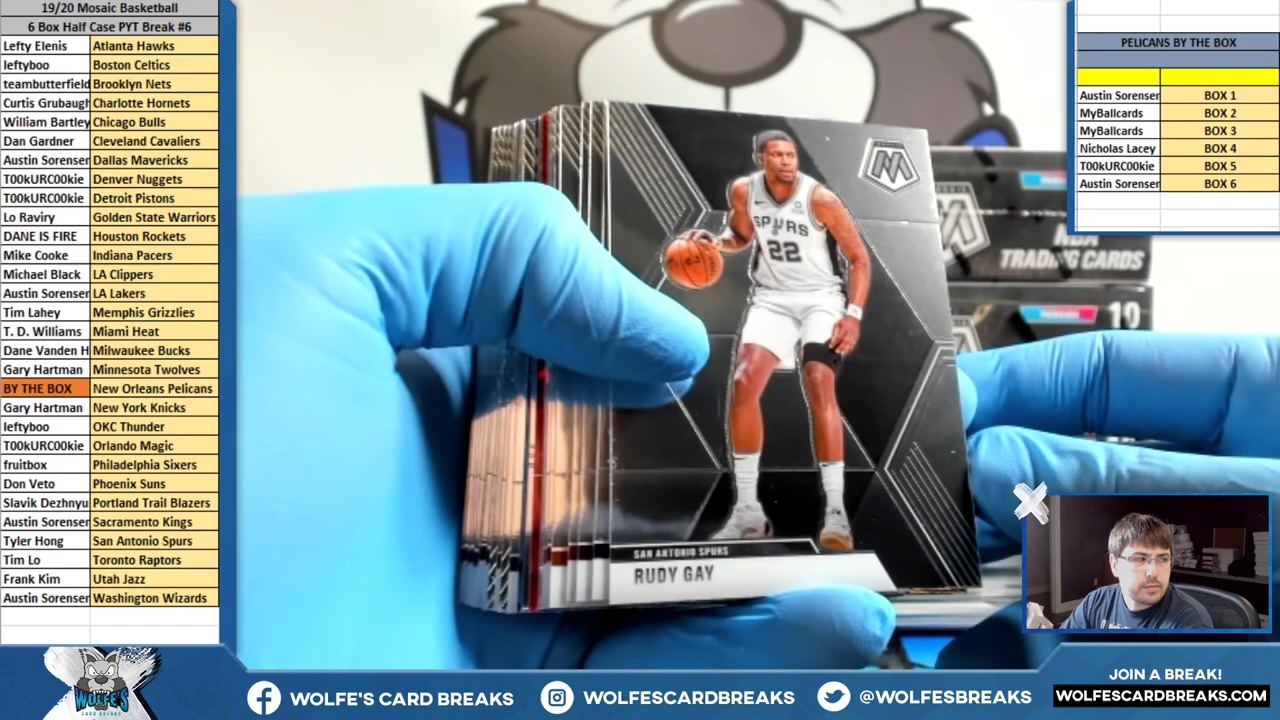 19/20 Mosaic Basketball
6 Box Half Case PYT Break #6
Lefty Elenis Atlanta Hawks
leftyboo Boston Celtics
teambutterfield Brooklyn Nets
Curtis Grubaugh Charlotte Hornets
William Bartley Chicago Bulls
Dan Gardner Cleveland Cavaliers
Austin Sorensen Dallas Mavericks
T00kURC00kie Denver Nuggets
T00kURC00kie Detroit Pistons
Lo Raviry Golden State Warriors
DANE IS FIRE Houston Rockets
Mike Cooke Indiana Pacers
Michael Black LA Clippers
Austin Sorensen LA Lakers
Tim Lahey Memphis Grizzlies
T. D. Williams Miami Heat
Dane Vanden H Milwaukee Bucks
Gary Hartman Minnesota Twolves
BY THE BOX New Orleans Pelicans
Gary Hartman New York Knicks
leftyboo OKC Thunder
T00kURC00kie Orlando Magic
fruitbox Philadelphia Sixers
Don Veto Phoenix Suns
Slavik Dezhnyu Portland Trail Blazers
Austin Sorensen Sacramento Kings
Tyler Hong San Antonio Spurs
Tim Lo Toronto Raptors
Frank Kim Utah Jazz
Austin Sorensen Washington Wizards
PELICANS BY THE BOX
Austin Sorensen BOX 1
MyBallcards BOX 2
MyBallcards BOX 3
Nicholas Lacey BOX 4
T00kURC00kie BOX 5
Austin Sorensen BOX 6
M
SPURS
22
SAN ANTONIO SPURS
RUDY GAY
NBA
TRADING CARDS
19
WOLFE'S
CARD BREAKS
WOLFE'S CARD BREAKS
WOLFESCARDBREAKS
@WOLFESBREAKS
JOIN A BREAK!
WOLFESCARDBREAKS.COM